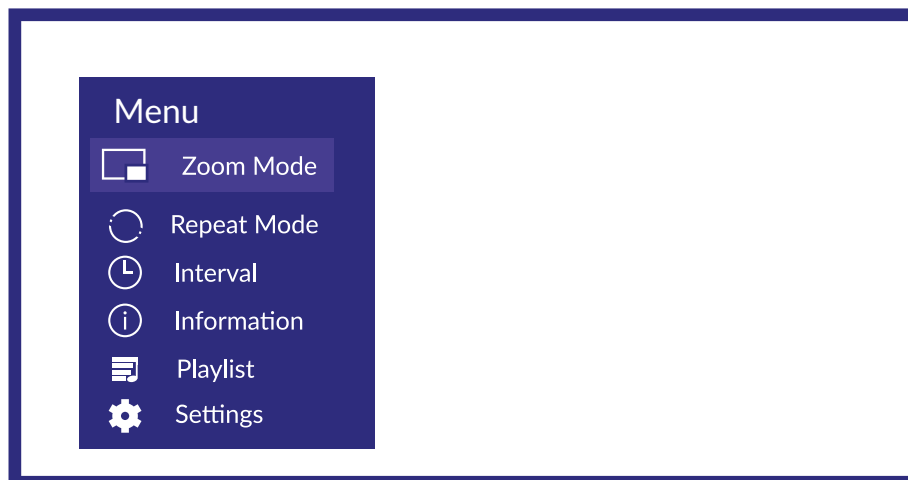 Menu
Zoom Mode
Repeat Mode
Interval
Information
Playlist
Settings